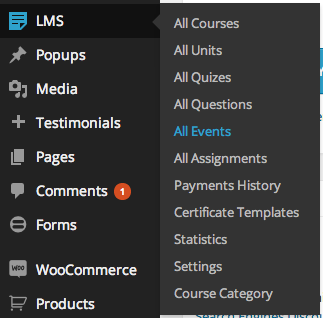 LMS
Popups
Media
Testimonials
Pages
Comments 1
Forms
WOO
WooCommerce
Products
All Courses
All Units
All Quizes
All Questions
All Events
All Assignments
Payments History
Certificate Templates
Statistics
Settings
Course Category